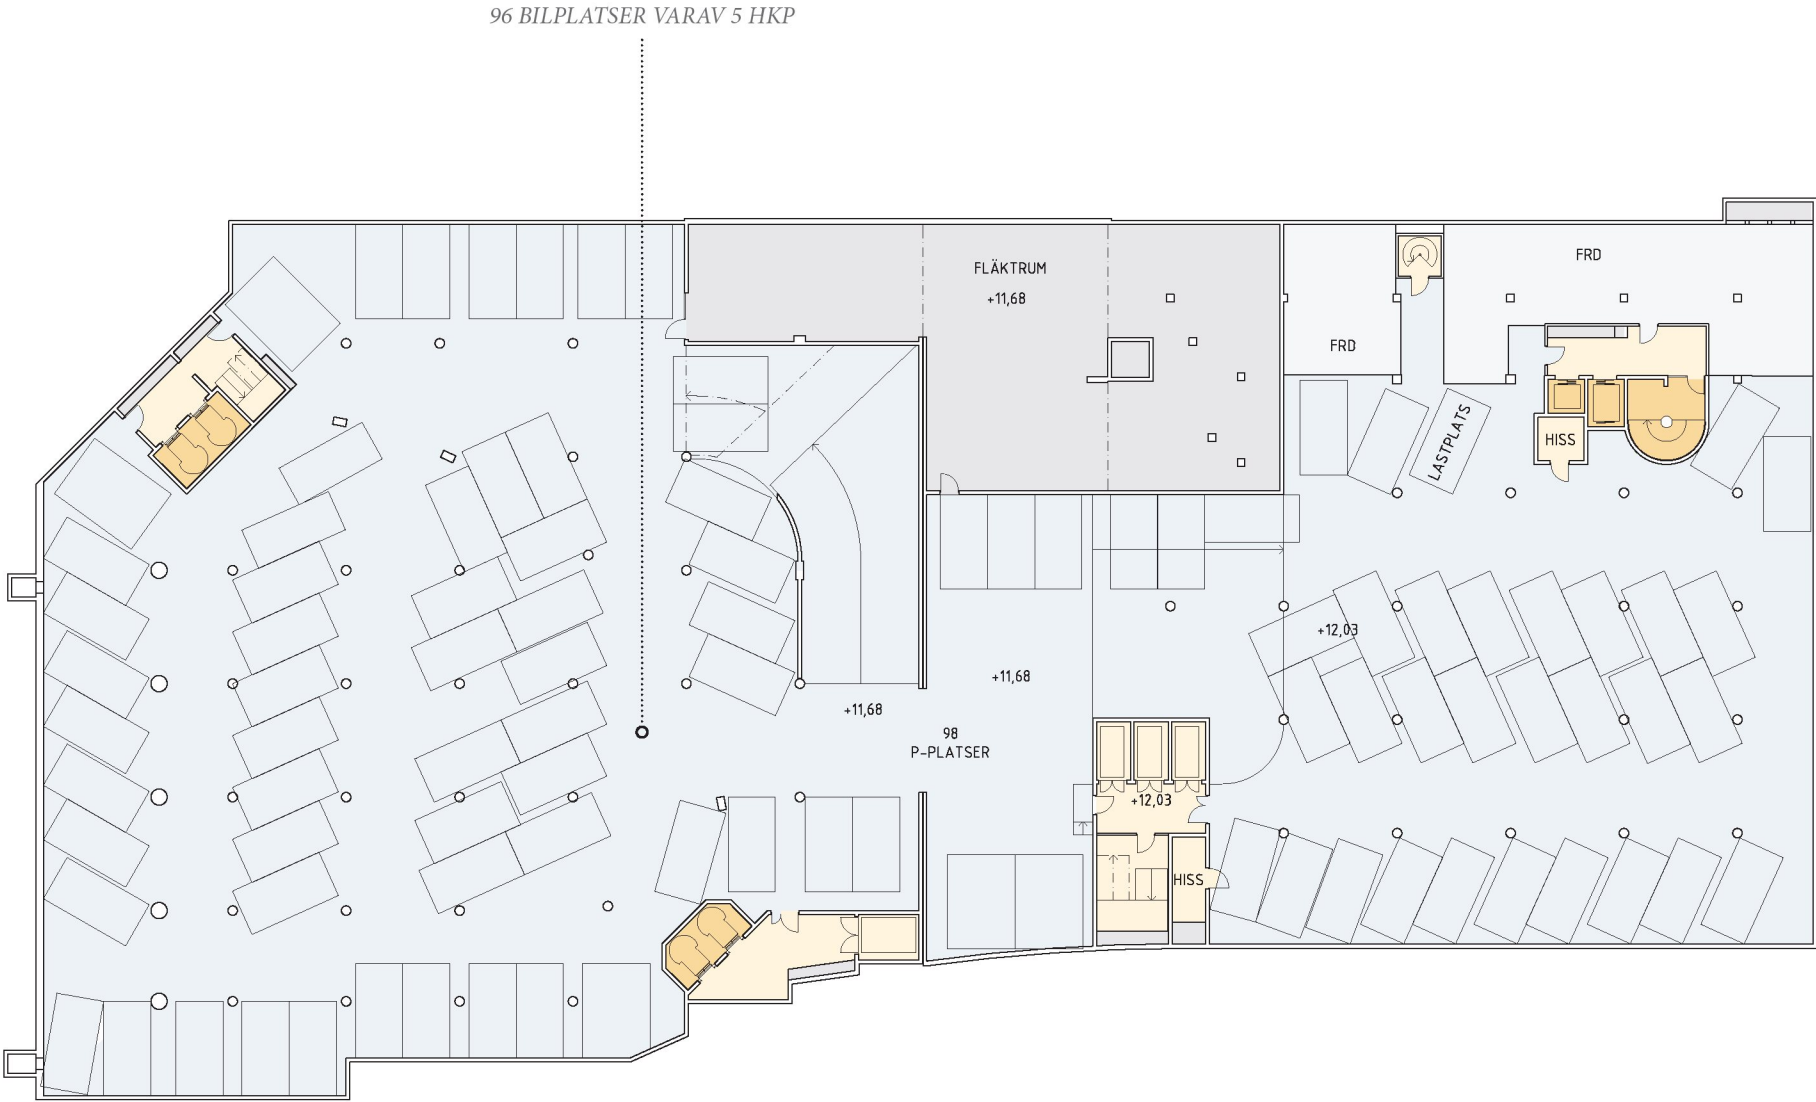 96 BILPLATSER VARAV 5 HKP
FLÄKTRUM
+11,68
FRD
FRD
LASTPLATS
HISS
+12,03
+11,68
+11,68
98
P-PLATSER
+12,03
HISS